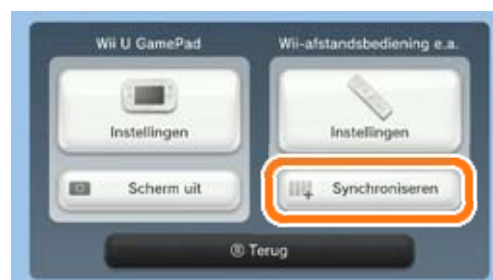 Wii U GamePad
Wii-afstandsbediening e.a.
Instellingen
Instellingen
Scherm uit
Synchroniseren
Ⓑ Terug